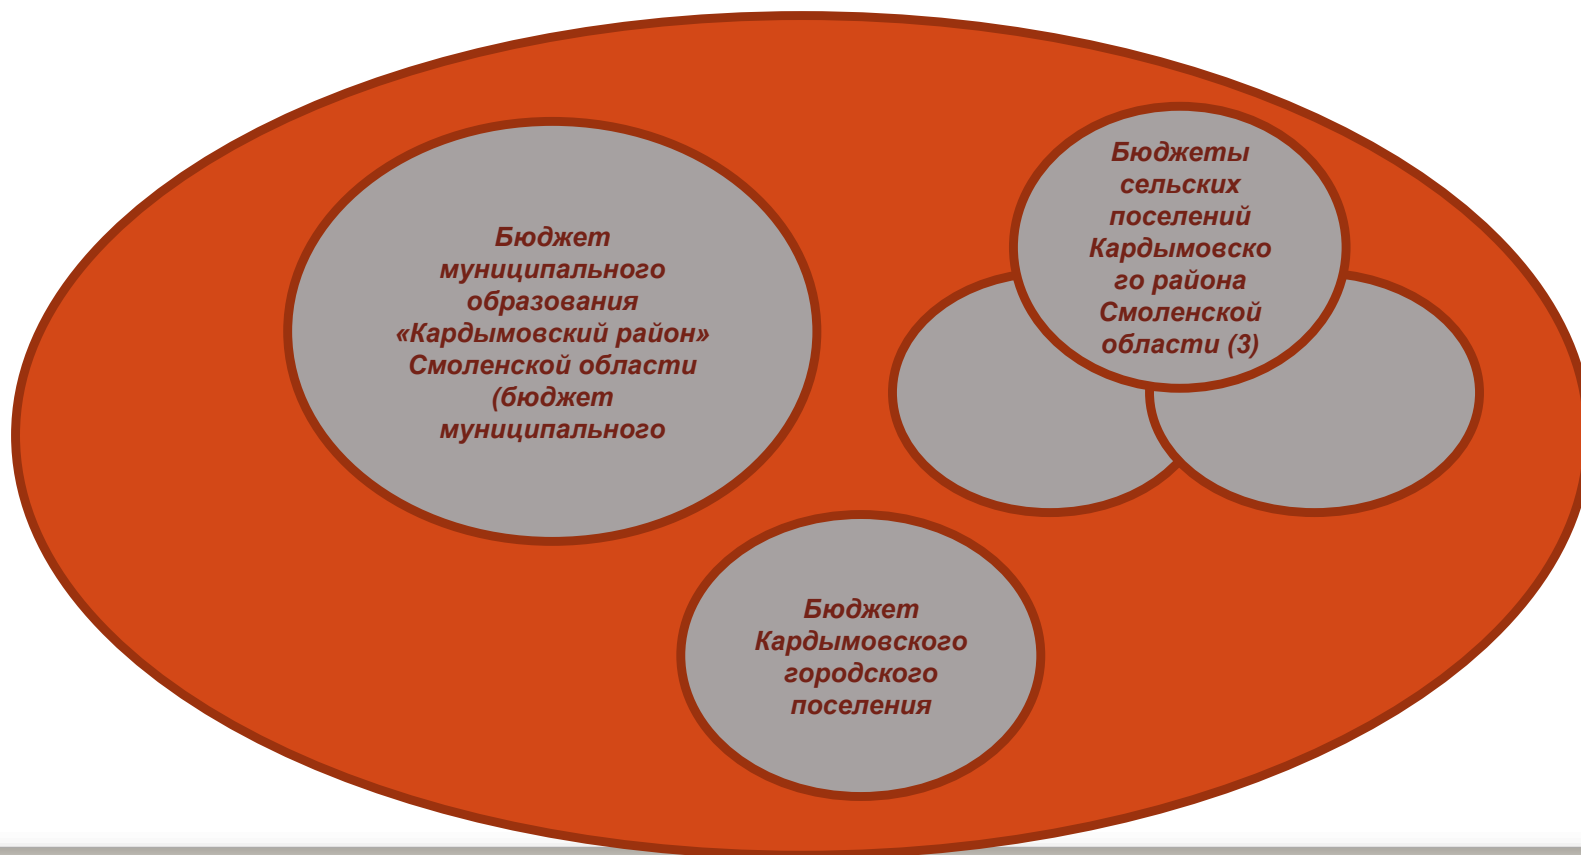 Бюджет
муниципального
образования
«Кардымовский район»
Смоленской области
(бюджет
муниципального
Бюджеты
сельских
поселений
Кардымовско
го района
Смоленской
области (3)
Бюджет
Кардымовского
городского
поселения